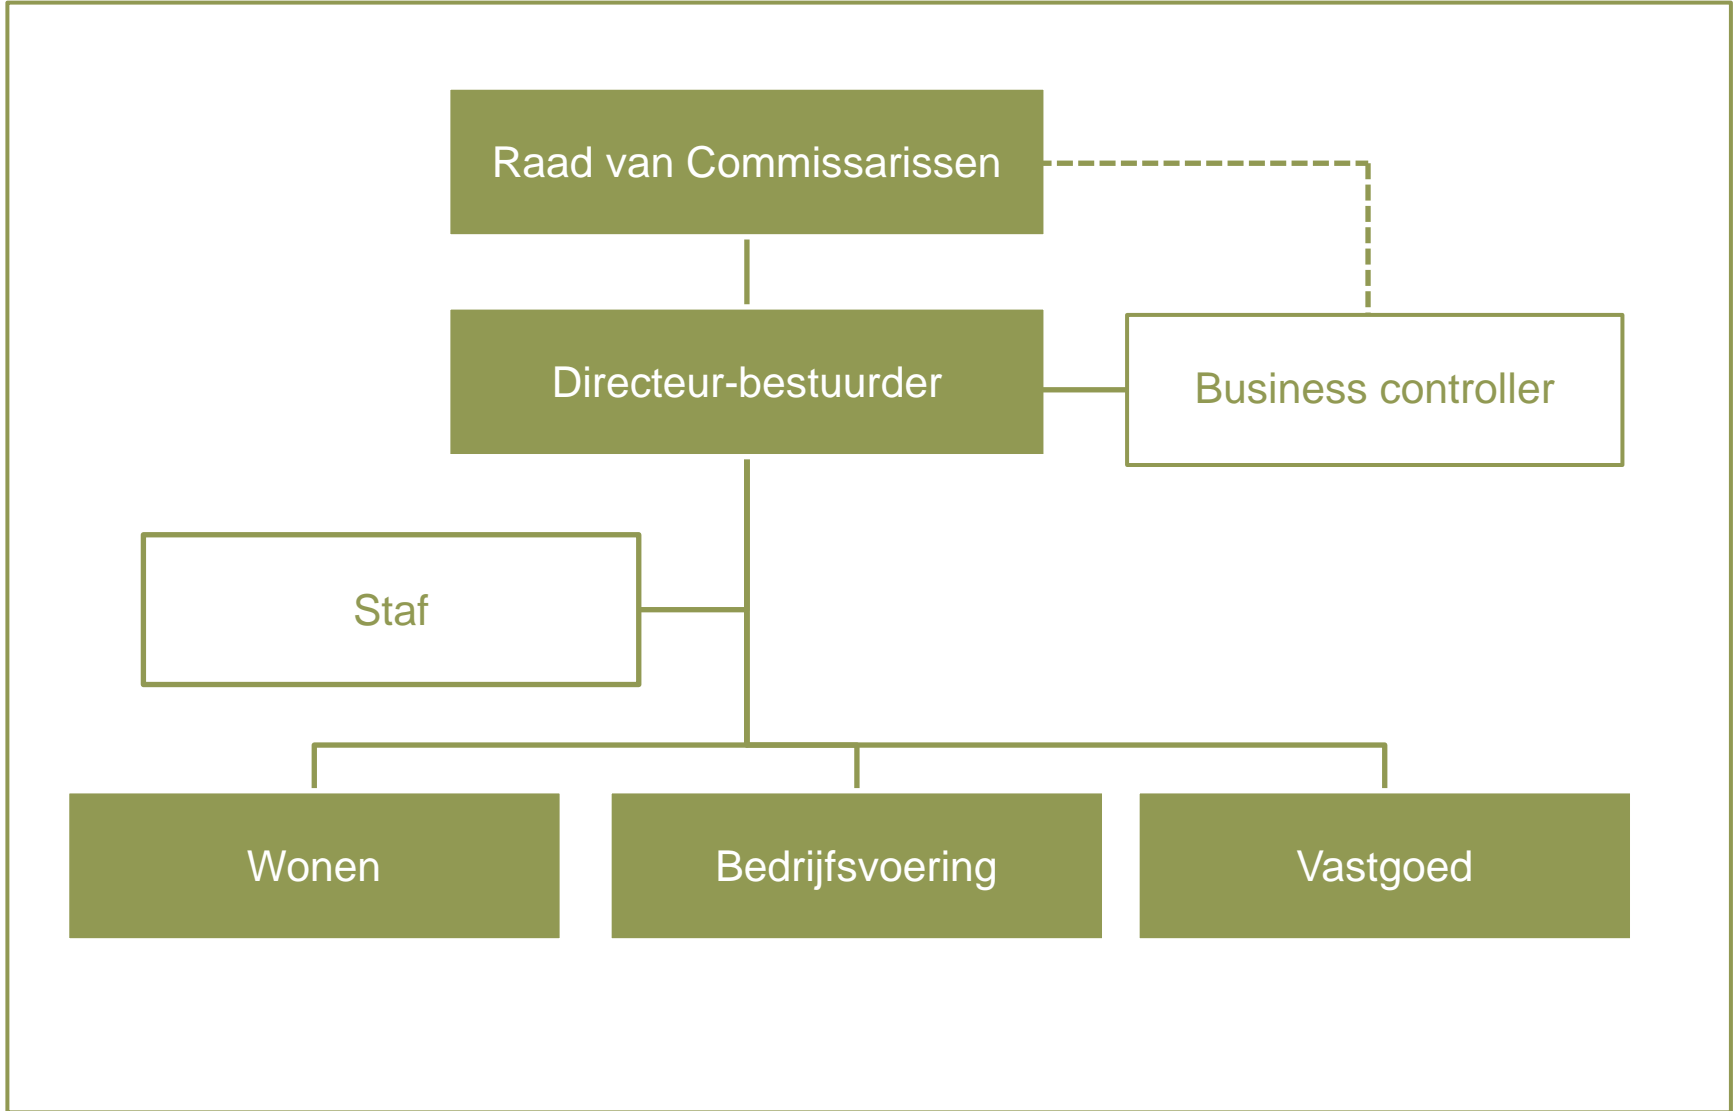 Raad van Commissarissen
Directeur-bestuurder
Business controller
Staf
Wonen
Bedrijfsvoering
Vastgoed